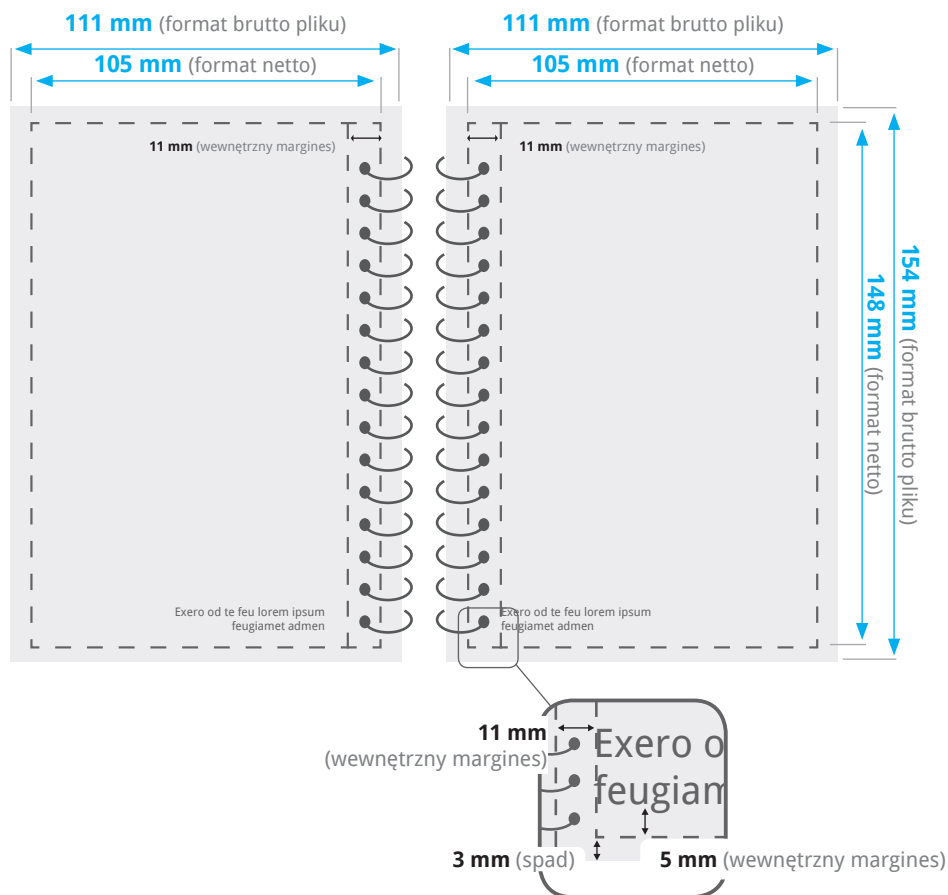 111 mm (format brutto pliku)
105 mm (format netto)
11 mm (wewnętrzny margines)
Exero od te feu lorem ipsum
feugiamet admen
111 mm (format brutto pliku)
105 mm (format netto)
11 mm (wewnętrzny margines)
Exero od te feu lorem ipsum
feugiamet admen
148 mm (format netto)
154 mm (format brutto pliku)
11 mm
(wewnętrzny margines)
Exero o
feugiam
3 mm (spad)
5 mm (wewnętrzny margines)